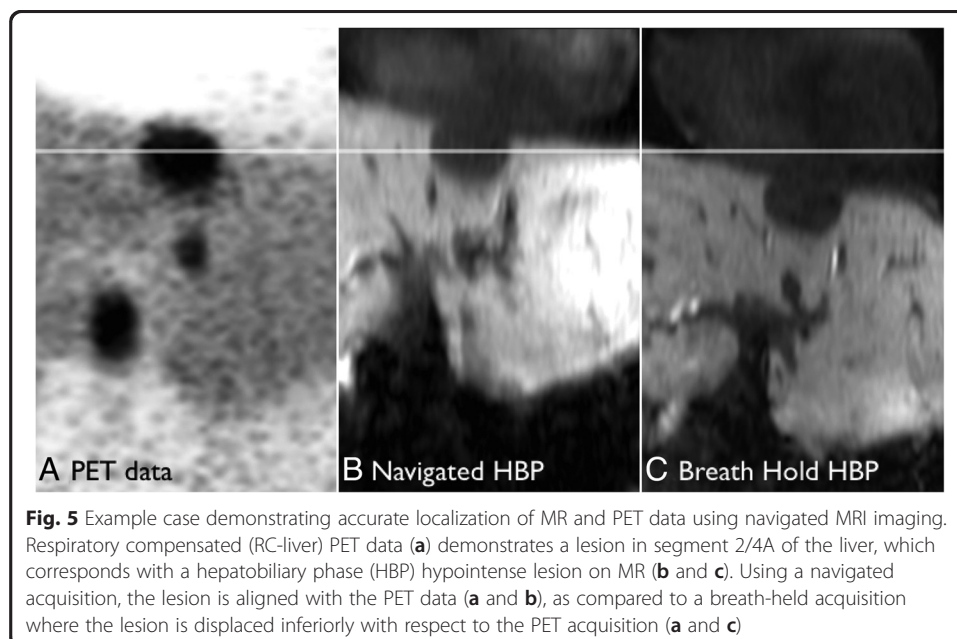 A PET data
B Navigated HBP
C Breath Hold HBP
Fig. 5 Example case demonstrating accurate localization of MR and PET data using navigated MRI imaging.
Respiratory compensated (RC-liver) PET data (a) demonstrates a lesion in segment 2/4A of the liver, which
corresponds with a hepatobiliary phase (HBP) hypointense lesion on MR (b and c). Using a navigated
acquisition, the lesion is aligned with the PET data (a and b), as compared to a breath-held acquisition
where the lesion is displaced inferiorly with respect to the PET acquisition (a and c)